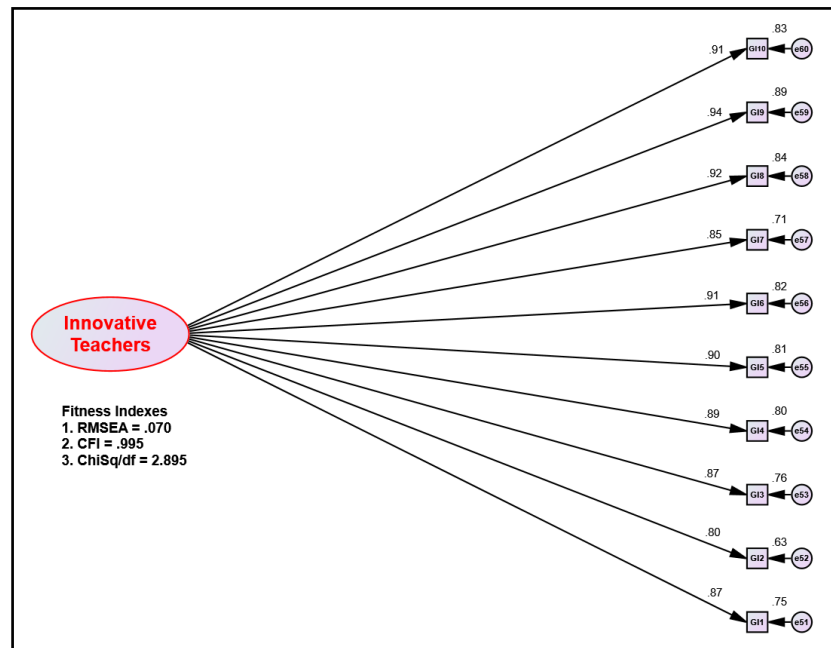 .83
.91
GI10
e60
.89
.94
GI9
e59
.84
.92
GI8
e58
.71
.85
GI7
e57
.82
.91
GI6
e56
Innovative
Teachers
.81
.90
GI5
e55
Fitness Indexes
1. RMSEA = .070
2. CFI = .995
3. ChiSq/df = 2.895
.80
.89
GI4
e54
.76
.87
GI3
e53
.63
.80
GI2
e52
.75
.87
GI1
e51